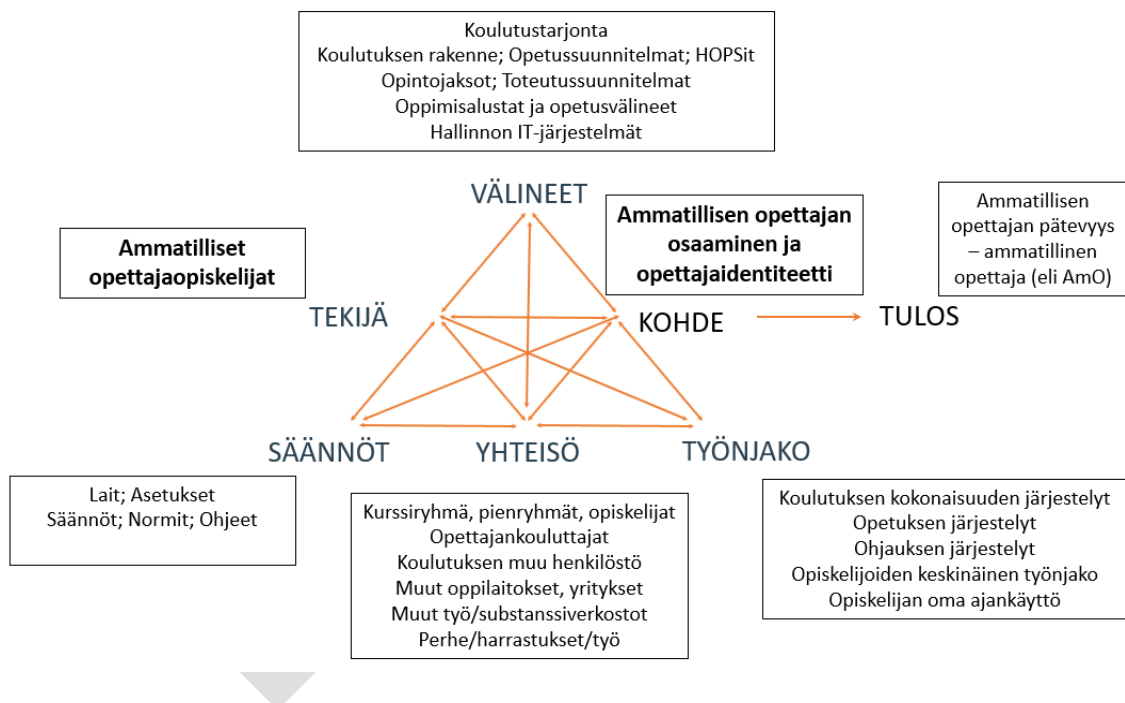 Koulutustarjonta
Koulutuksen rakenne; Opetussuunnitelmat; HOPSit
Opintojaksot; Toteutussuunnitelmat
Oppimisalustat ja opetusvälineet
Hallinnon IT-järjestelmät
VÄLINEET
Ammatilliset
opettajaopiskelijat
Ammatillisen opettajan
osaaminen ja
opettajaidentiteetti
Ammatillisen
opettajan pätevyys
– ammatillinen
opettaja (eli AmO)
TEKIJÄ
KOHDE
TULOS
SÄÄNNÖT
YHTEISÖ
TYÖNJAKO
Lait; Asetukset
Säännöt; Normit; Ohjeet
Kurssiryhmä, pienryhmät, opiskelijat
Opettajankouluttajat
Koulutuksen muu henkilöstö
Muut oppilaitokset, yritykset
Muut työ/substanssiverkostot
Perhe/harrastukset/työ
Koulutuksen kokonaisuuden järjestelyt
Opetuksen järjestelyt
Ohjauksen järjestelyt
Opiskelijoiden keskinäinen työnjako
Opiskelijan oma ajankäyttö